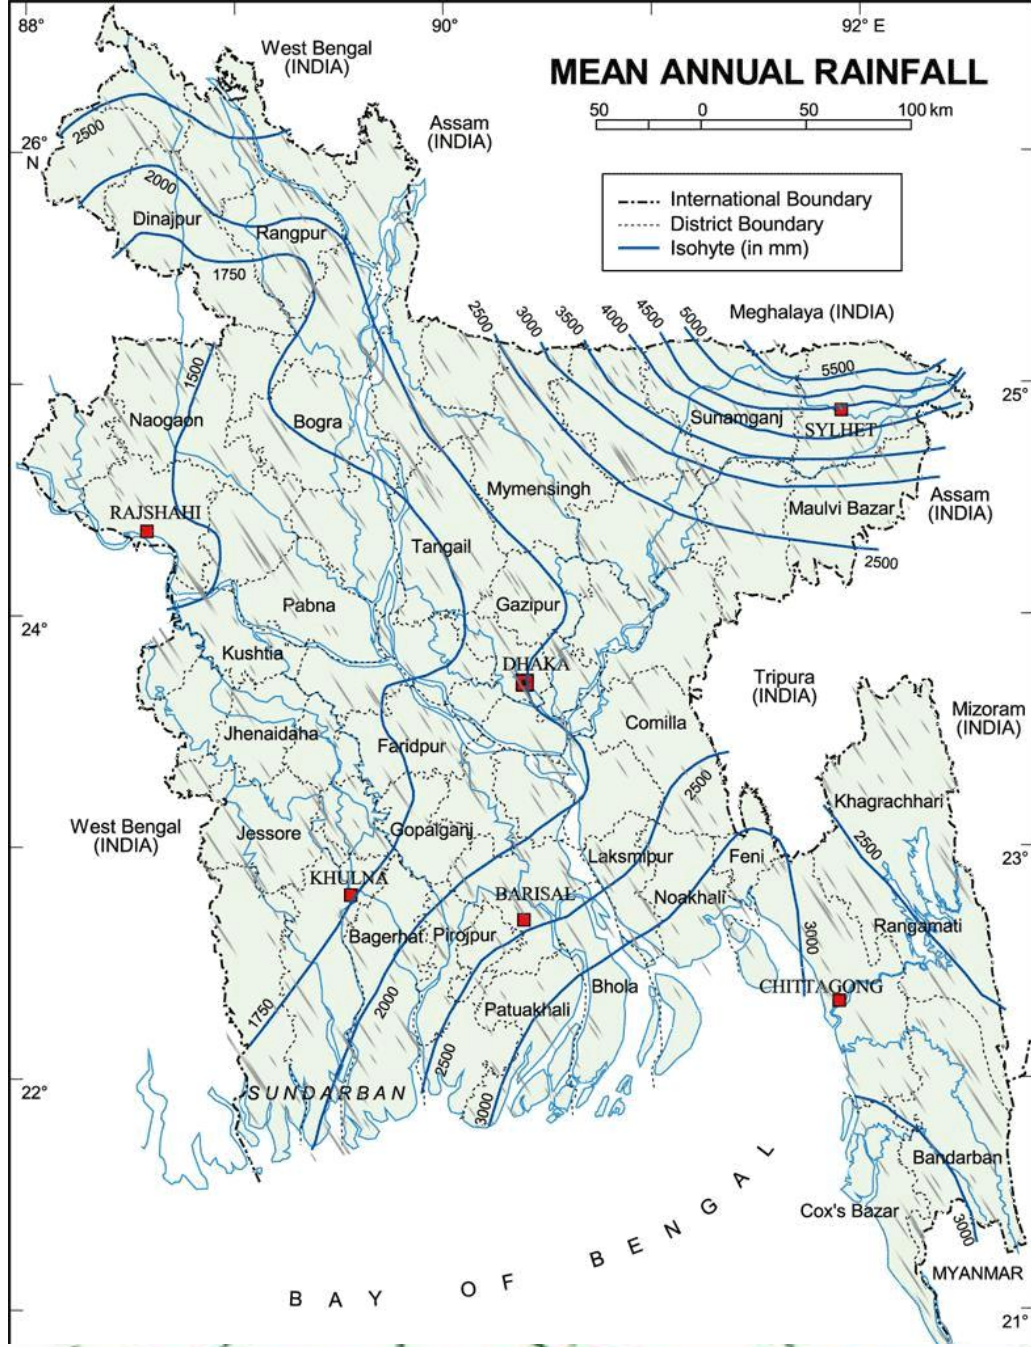 88°
90°
92° E
West Bengal
(INDIA)
MEAN ANNUAL RAINFALL
50
0
50
100 km
Assam
(INDIA)
2500
26°
N
International Boundary
District Boundary
Isohyte (in mm)
2000
Dinajpur
Rangpur
1750
2500
3000
3500
4000
4500
5000
Meghalaya (INDIA)
1500
5500
25°
Naogaon
Bogra
Sunamganj
SYLHET
Mymensingh
RAJSHAHI
Maulvi Bazar
Assam
(INDIA)
Tangail
2500
Pabna
Gazipur
24°
24°
Kushtia
DHAKA
Tripura
(INDIA)
Mizoram
(INDIA)
Jhenaidaha
Faridpur
Comilla
2500
Khagrachhari
West Bengal
(INDIA)
Jessore
Gopalganj
2500
23°
Laksmipur
Feni
KHULNA
BARISAL
Noakhali
Rangamati
Bagerhat
Pirojpur
3000
CHITTAGONG
Bhola
1750
2000
Patuakhali
2500
22°
SUNDARBAN
3000
Bandarban
Cox's Bazar
3000
MYANMAR
BAY OF BENGAL
21°